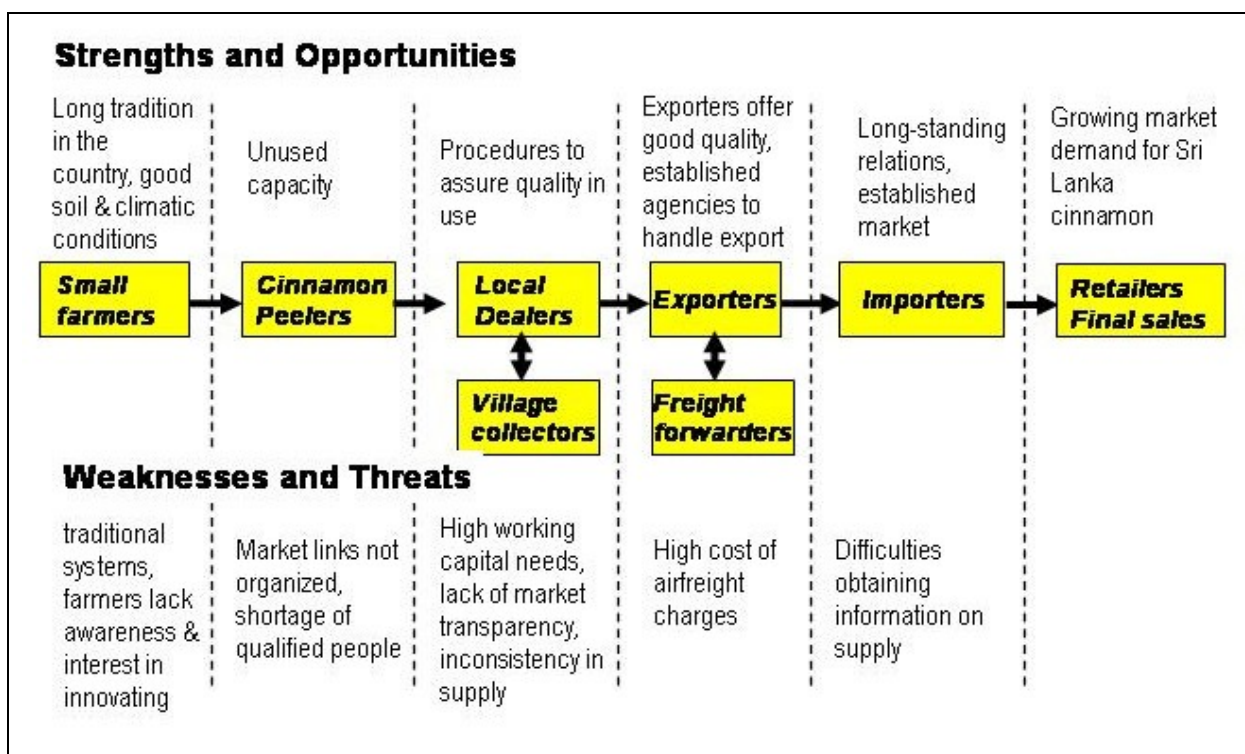 Strengths and Opportunities
Long tradition
in the
country, good
soil & climatic
conditions
Unused
capacity
Procedures to
assure quality in
use
Exporters offer
good quality,
established
agencies to
handle export
Long-standing
relations,
established
market
Growing market
demand for Sri
Lanka
cinnamon
Small
farmers
Cinnamon
Peelers
Local
Dealers
Exporters
Importers
Retailers
Final sales
Village
collectors
Freight
forwarders
Weaknesses and Threats
traditional
systems,
farmers lack
awareness &
interest in
innovating
Market links not
organized,
shortage of
qualified people
High working
capital needs,
lack of market
transparency,
inconsistency in
supply
High cost of
airfreight
charges
Difficulties
obtaining
information on
supply